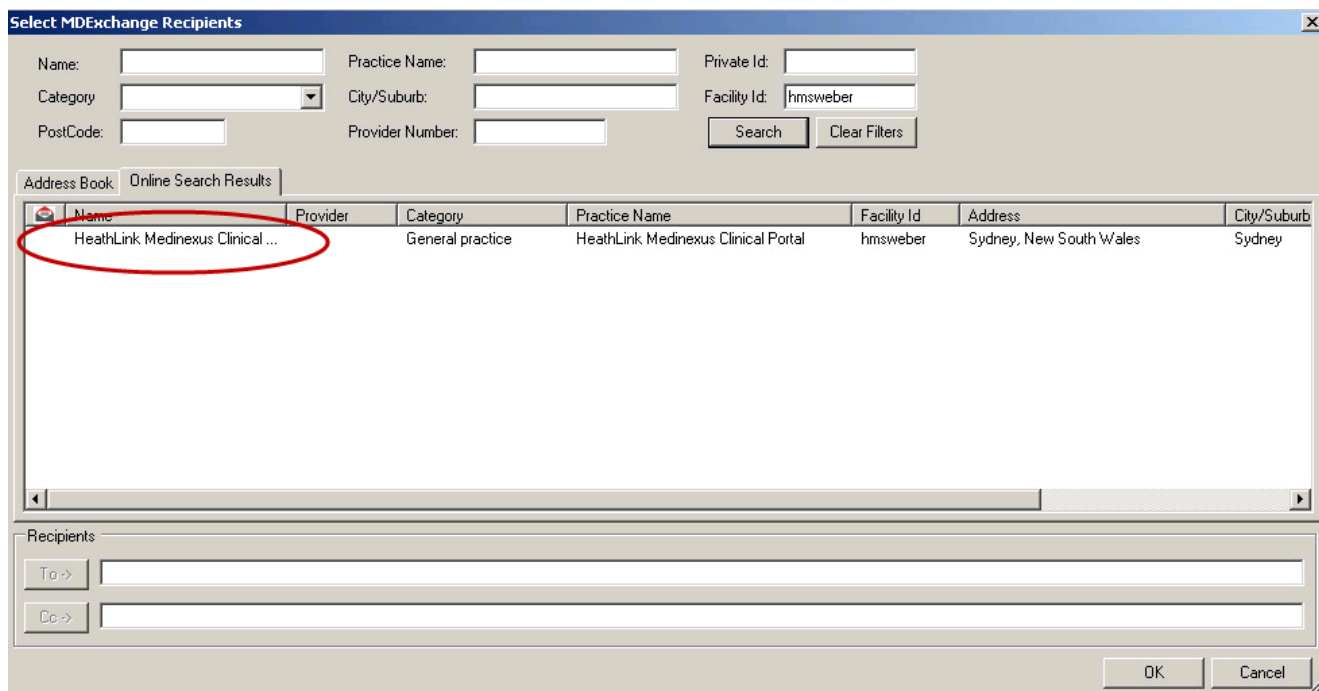 Select MDExchange Recipients
Name: Practice Name: Private Id:
Category City/Suburb: Facility Id: hmsweber
PostCode: Provider Number: Search Clear Filters
Address Book Online Search Results
Name Provider Category Practice Name Facility Id Address City/Suburb
HeathLink Medinexus Clinical ... General practice HeathLink Medinexus Clinical Portal hmsweber Sydney, New South Wales Sydney
Recipients
To ->
Cc ->
OK Cancel